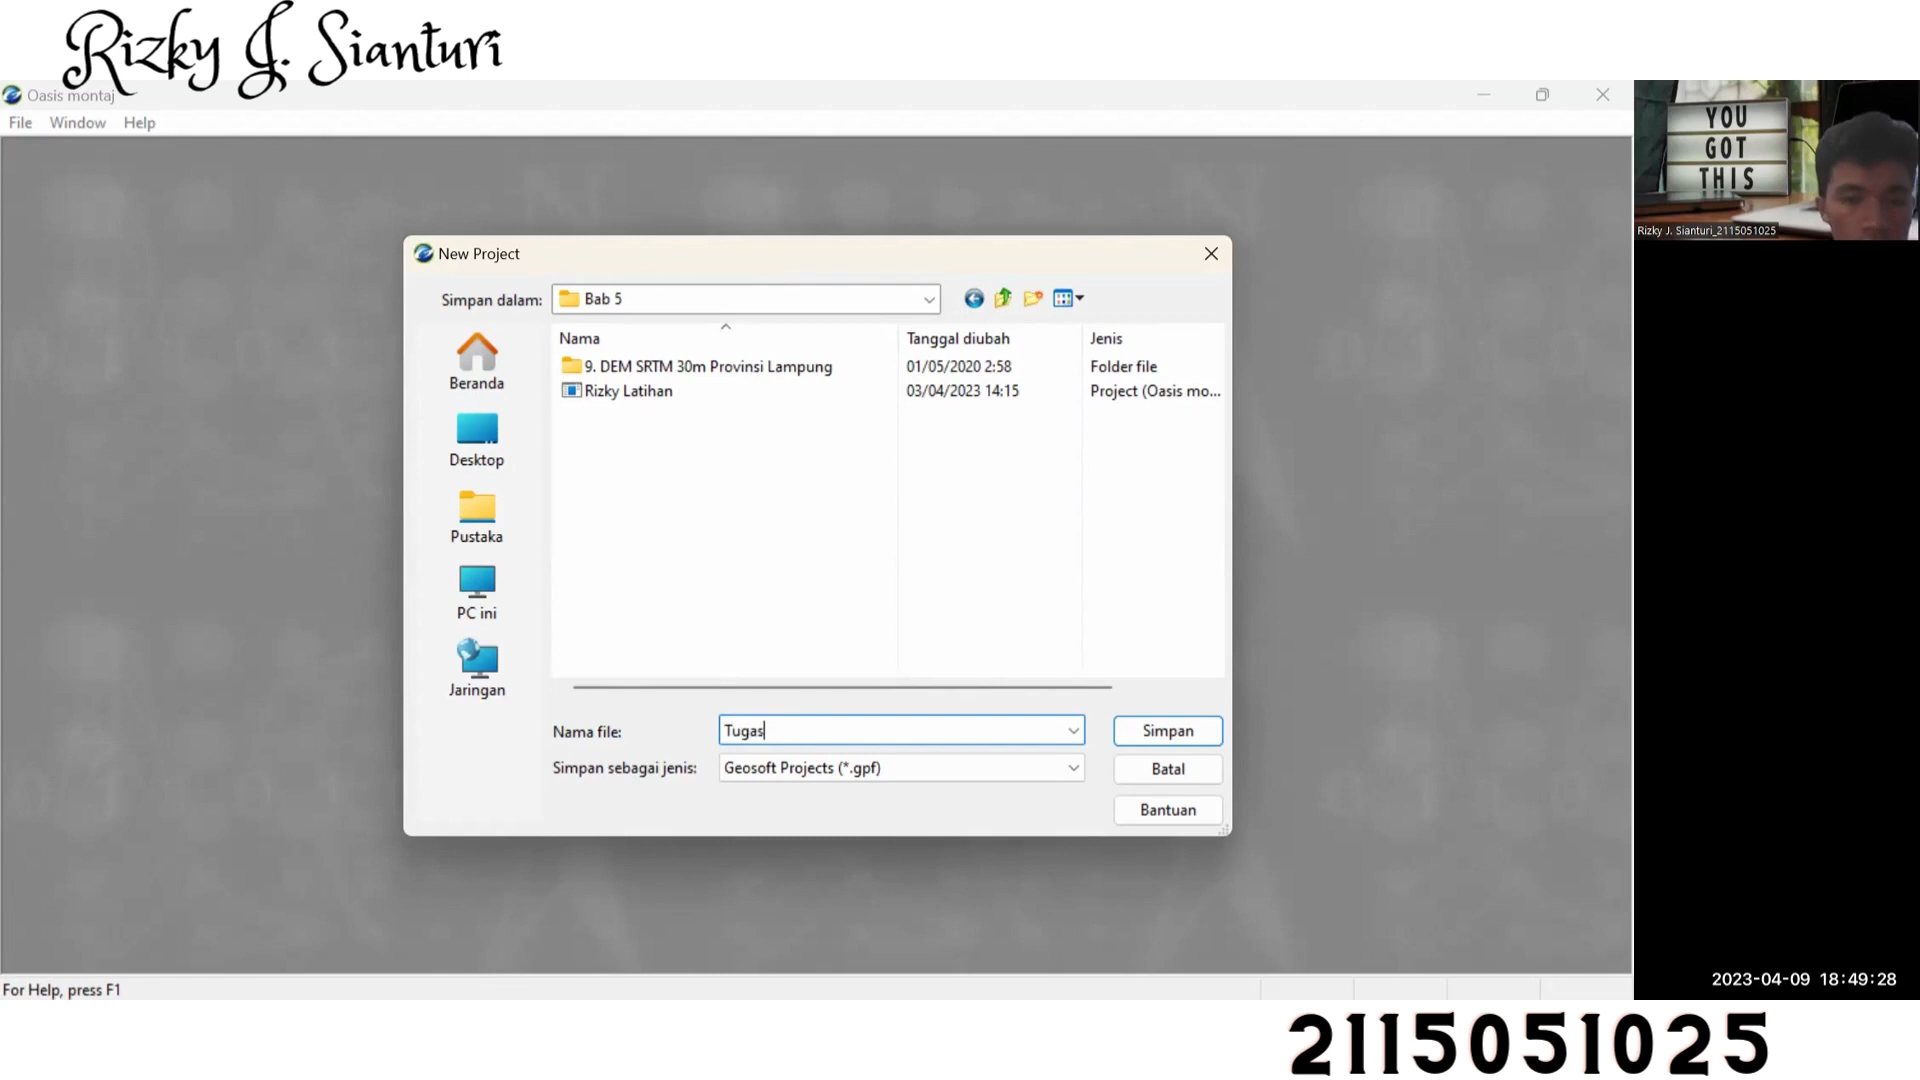 Rizky J. Sianturi
Oasis montaj
File Window Help
YOU
GOT
THIS
Rizky J. Sianturi_2115051025
New Project
Simpan dalam: Bab 5
Nama Tanggal diubah Jenis
9. DEM SRTM 30m Provinsi Lampung 01/05/2020 2:58 Folder file
Rizky Latihan 03/04/2023 14:15 Project (Oasis mo...
Beranda
Desktop
Pustaka
PC ini
Jaringan
Nama file: Tugas Simpan
Simpan sebagai jenis: Geosoft Projects (*.gpf) Batal
Bantuan
2023-04-09 18:49:28
For Help, press F1
2115051025